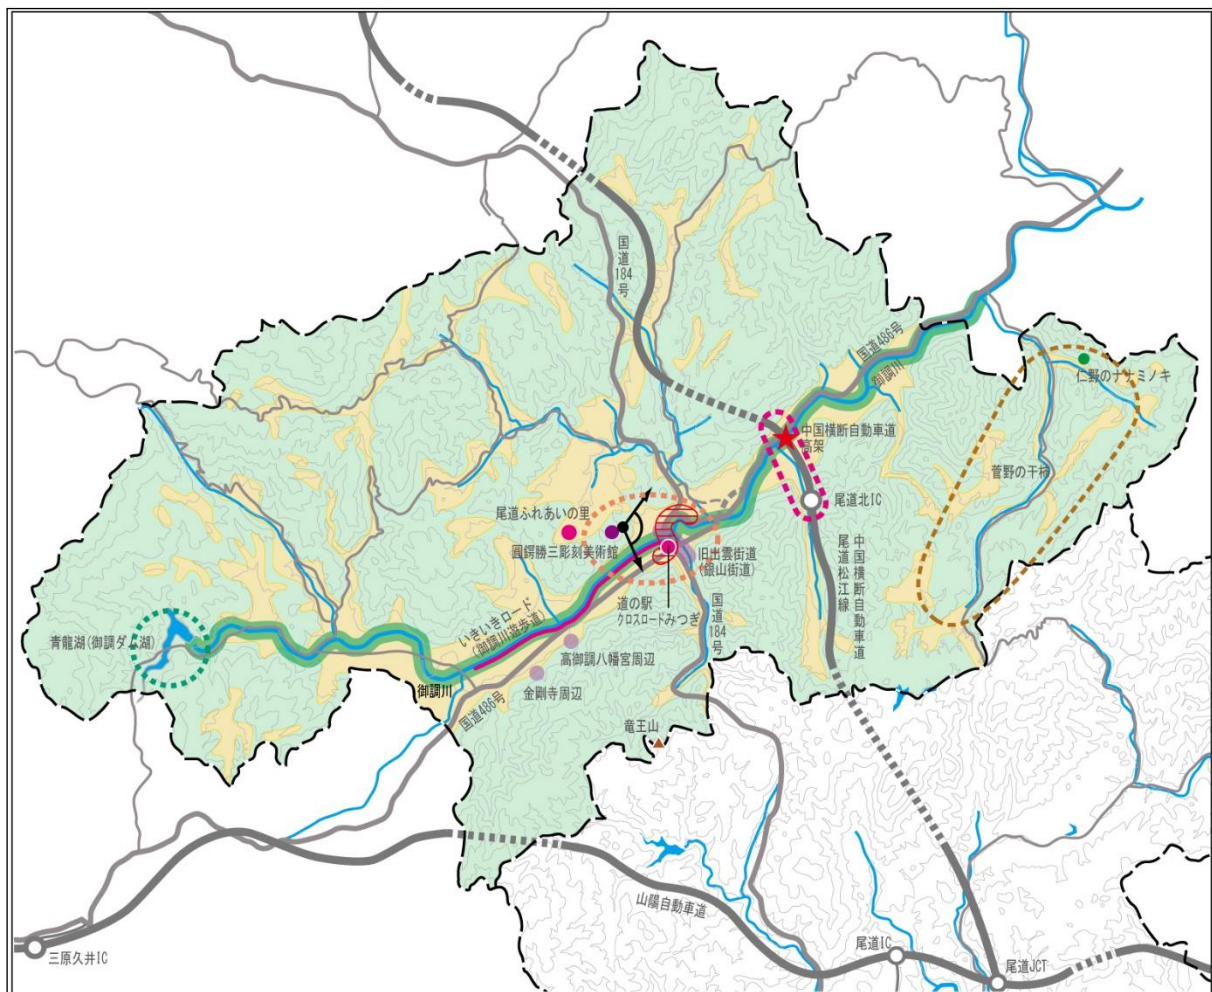 国道184号
国道486号
御調川
仁野のナナミノキ
中国横断自動車道
高架
菅野の干柿
尾道北IC
尾道ふれあいの里
圓鍔勝三彫刻美術館
旧出雲街道
(銀山街道)
中国横断自動車道
尾道松江線
道の駅
クロスロードみつぎ
国道184号
いきいきロード
(御調川遊歩道)
青龍湖(御調ダム湖)
高御調八幡宮周辺
御調川
金剛寺周辺
国道486号
竜王山
山陽自動車道
三原久井IC
尾道IC
尾道JCT